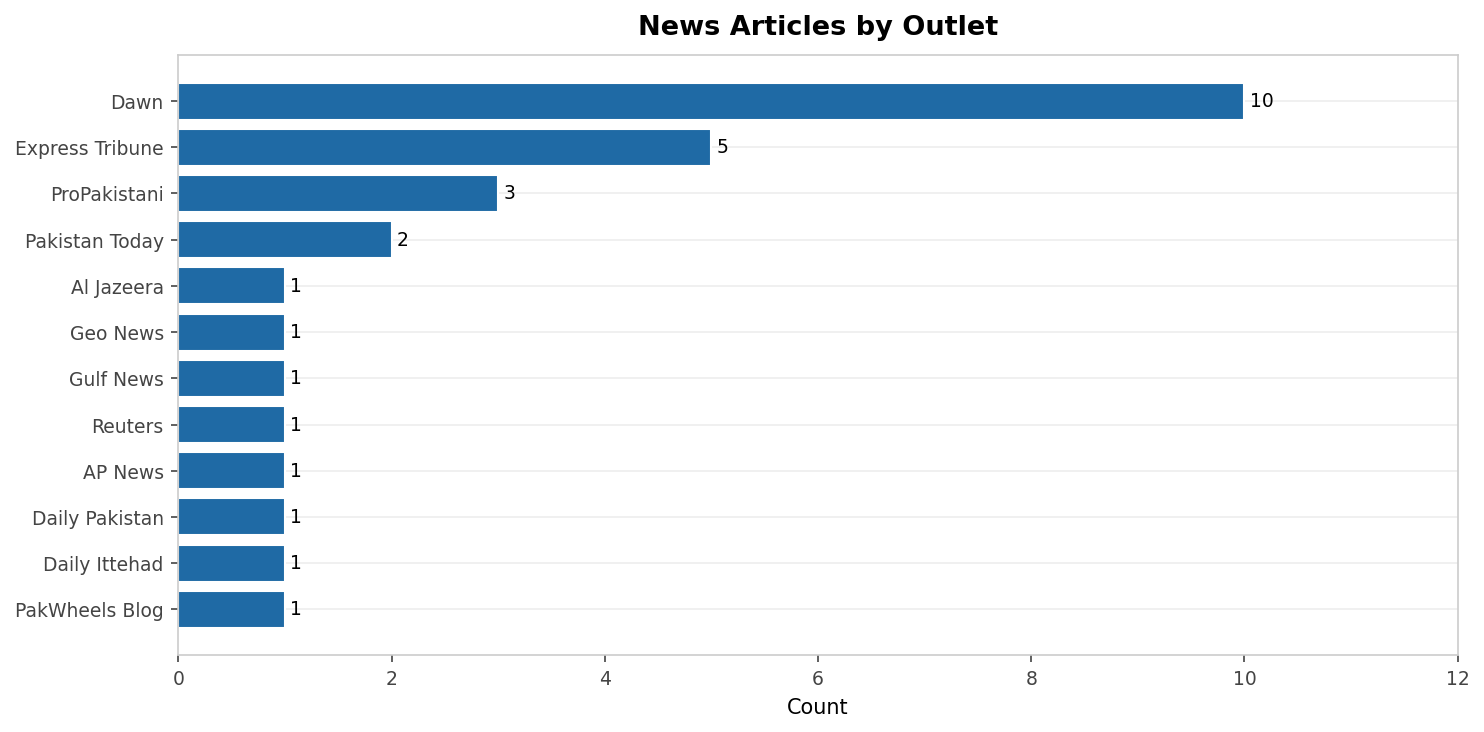 News Articles by Outlet
Dawn 10
Express Tribune 5
ProPakistani 3
Pakistan Today 2
Al Jazeera 1
Geo News 1
Gulf News 1
Reuters 1
AP News 1
Daily Pakistan 1
Daily Ittehad 1
PakWheels Blog 1
0 2 4 6 8 10 12
Count